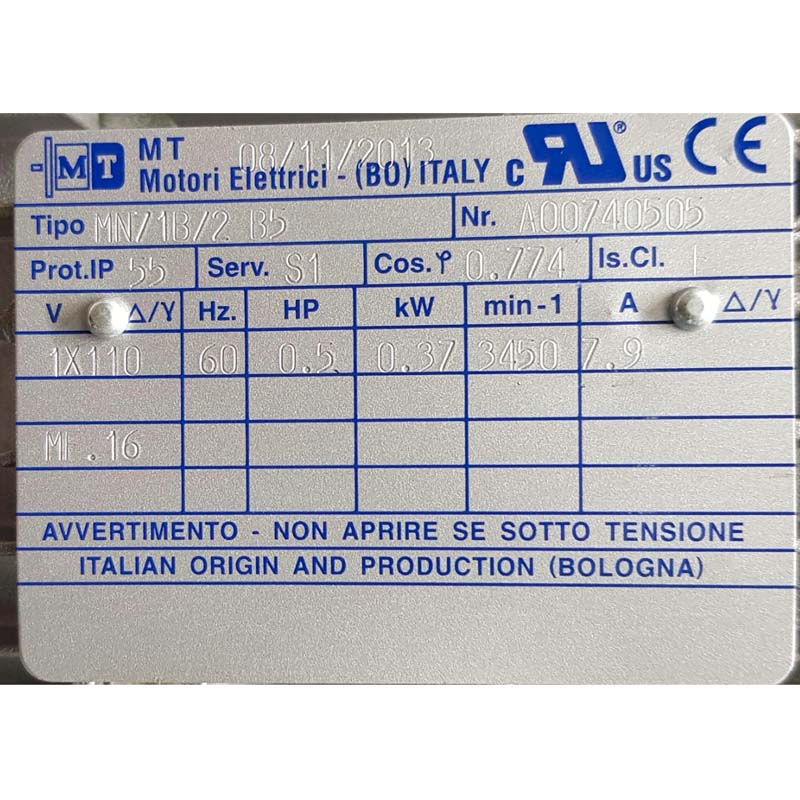 MT
MT 08/11/2013
Motori Elettrici - (BO) ITALY C RU ® US CE
Tipo MN71B/2 B5 Nr. A00740505
Prot.IP 55 Serv. S1 Cos.φ 0.774 Is.Cl. F
V Δ/Y Hz. HP kW min-1 A Δ/Y
1X110 60 0.5 0.37 3450 7.9
MF.16
AVVERTIMENTO - NON APRIRE SE SOTTO TENSIONE
ITALIAN ORIGIN AND PRODUCTION (BOLOGNA)